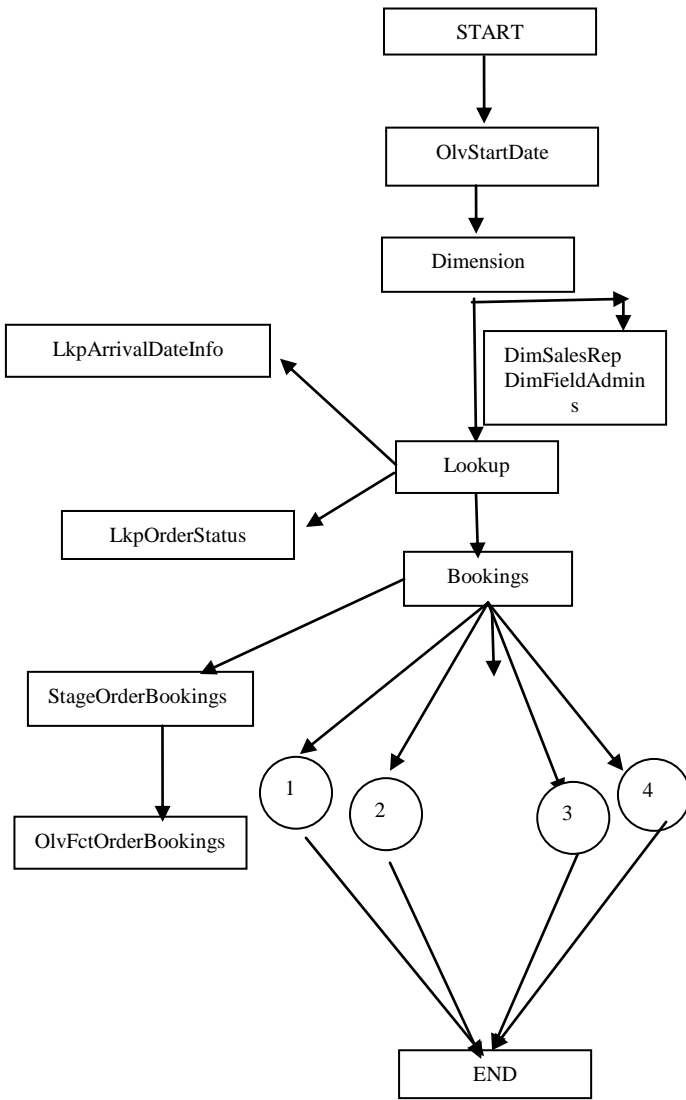 START
OlvStartDate
Dimension
LkpArrivalDateInfo
DimSalesRep
DimFieldAdmin
s
Lookup
LkpOrderStatus
Bookings
StageOrderBookings
1
2
3
4
OlvFctOrderBookings
END